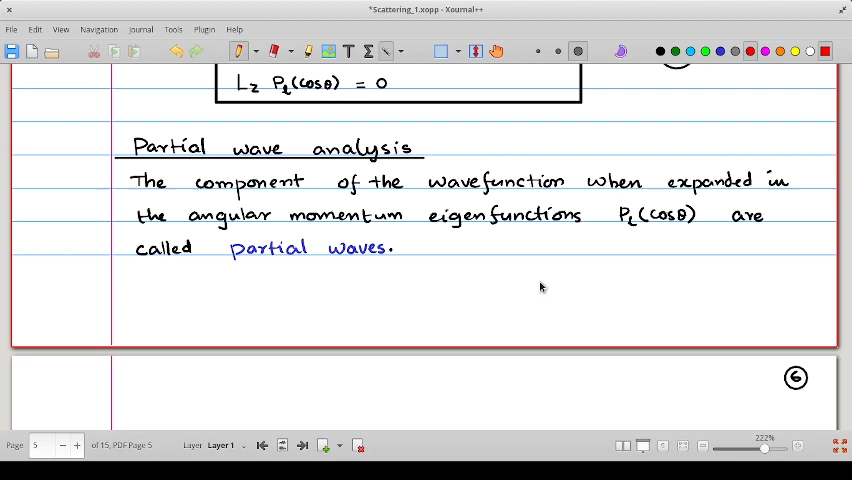 *Scattering_1.xopp - Xournal++
File Edit View Navigation Journal Tools Plugin Help
L_z P_l(cosθ) = 0
Partial wave analysis
The component of the wavefunction when expanded in
the angular momentum eigenfunctions P_l(cosθ) are
called partial waves.
6
Page 5 of 15, PDF Page 5 Layer Layer 1 222%